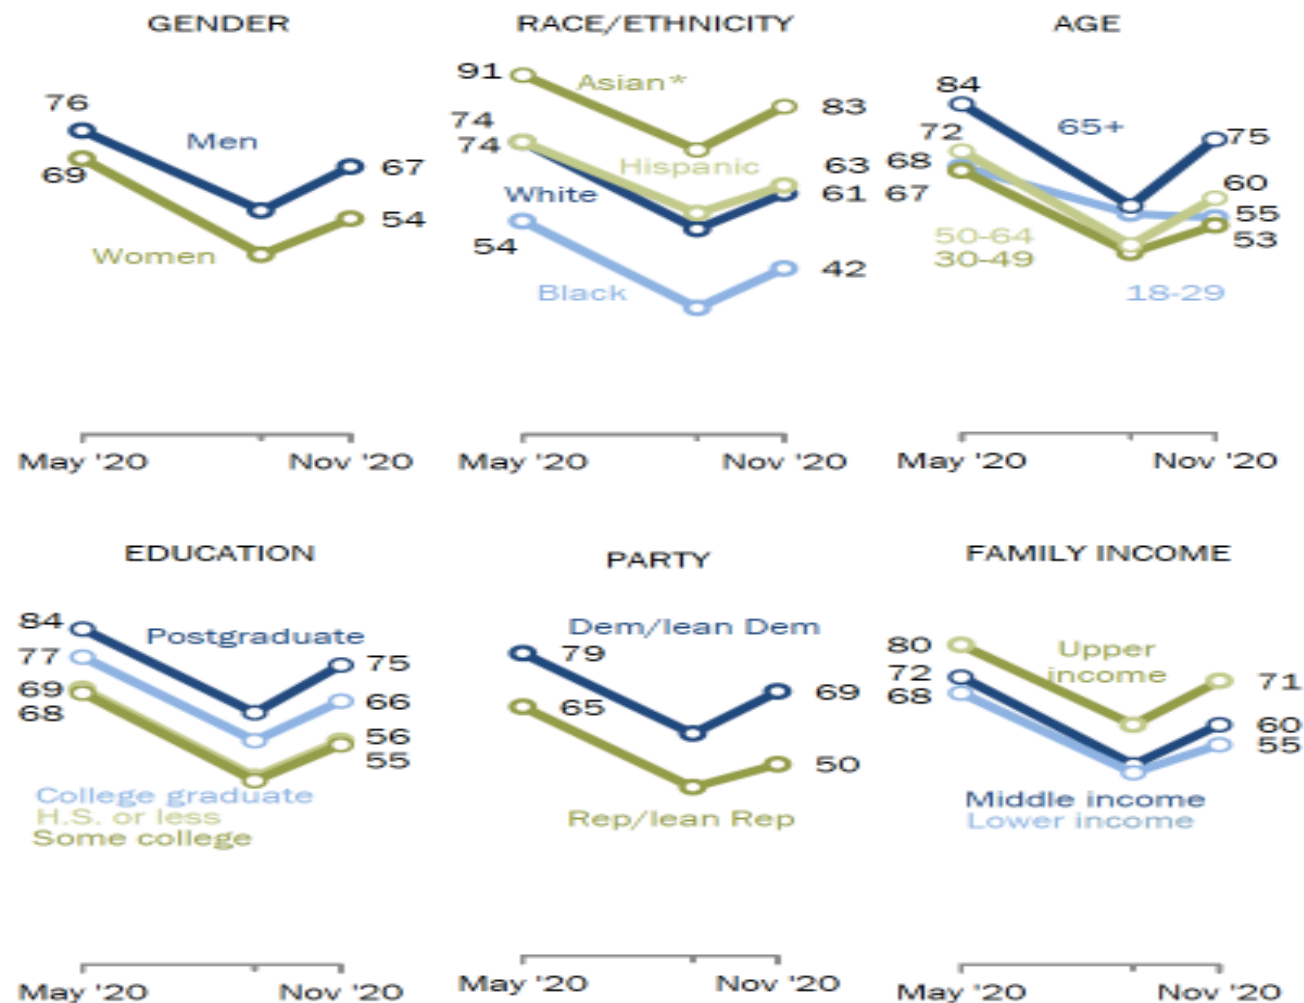 GENDER
76
Men
67
69
54
Women
May '20 Nov '20
RACE/ETHNICITY
91
Asian*
83
74
74
Hispanic
63
White
61
54
Black
42
May '20 Nov '20
AGE
84
65+
75
72
68
60
67
55
50-64
53
30-49
18-29
May '20 Nov '20
EDUCATION
84
Postgraduate
75
77
69
66
68
56
55
College graduate
H.S. or less
Some college
May '20 Nov '20
PARTY
Dem/lean Dem
79
69
65
50
Rep/lean Rep
May '20 Nov '20
FAMILY INCOME
80
Upper
income
72
71
68
60
55
Middle income
Lower income
May '20 Nov '20